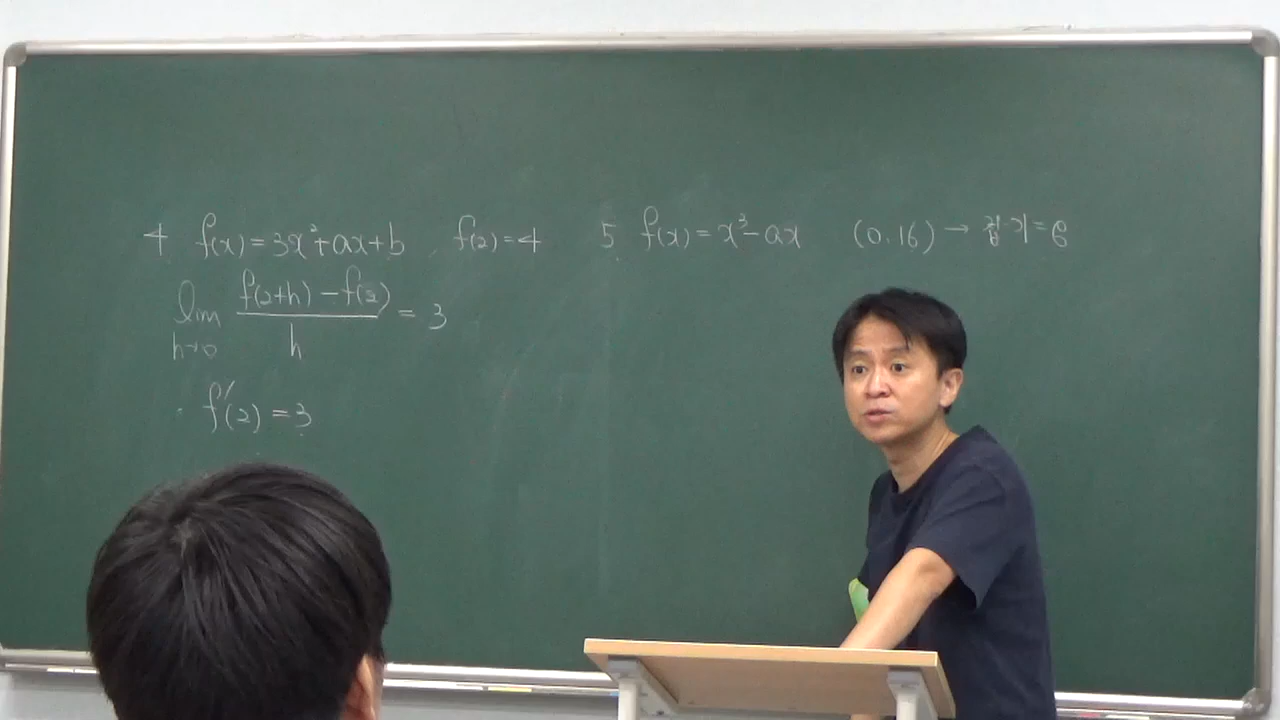 4 f(x)=3x²+ax+b f(2)=4
lim h→0 f(2+h)-f(2) / h = 3
f'(2)=3
5 f(x)=x³-ax (0.16) → 접·기=8